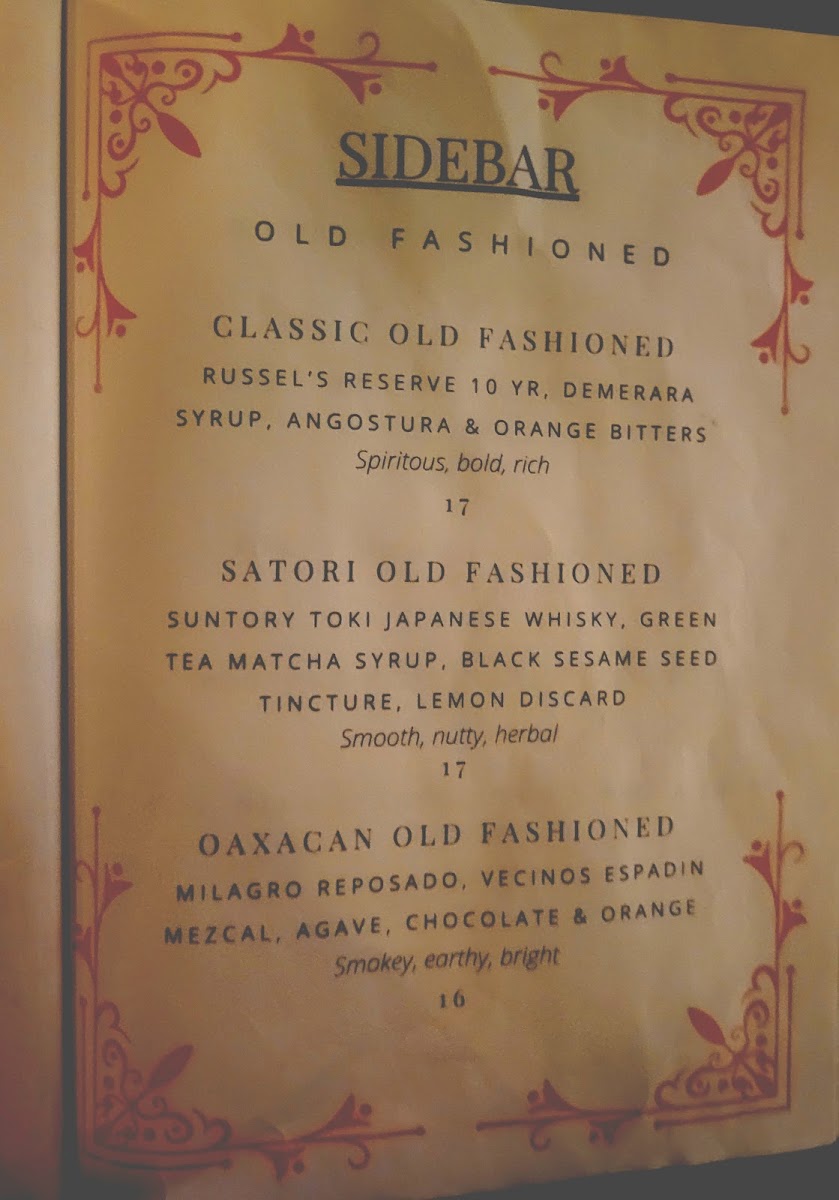 SIDEBAR
OLD FASHIONED
CLASSIC OLD FASHIONED
RUSSEL'S RESERVE 10 YR, DEMERARA
SYRUP, ANGOSTURA & ORANGE BITTERS
Spiritous, bold, rich
17
SATORI OLD FASHIONED
SUNTORY TOKI JAPANESE WHISKY, GREEN
TEA MATCHA SYRUP, BLACK SESAME SEED
TINCTURE, LEMON DISCARD
Smooth, nutty, herbal
17
OAXACAN OLD FASHIONED
MILAGRO REPOSADO, VECINOS ESPADIN
MEZCAL, AGAVE, CHOCOLATE & ORANGE
Smokey, earthy, bright
16